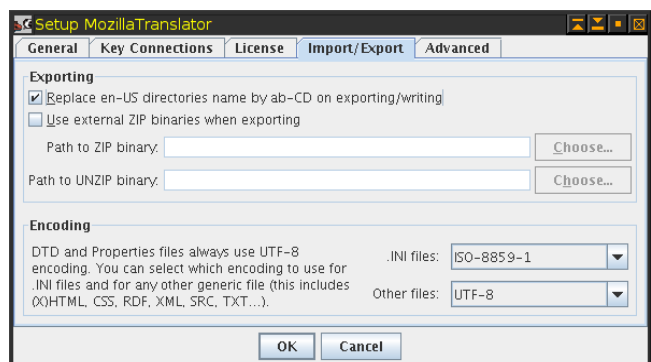 Setup MozillaTranslator
General Key Connections License Import/Export Advanced
Exporting
Replace en-US directories name by ab-CD on exporting/writing
Use external ZIP binaries when exporting
Path to ZIP binary: Choose...
Path to UNZIP binary: Choose...
Encoding
DTD and Properties files always use UTF-8
encoding. You can select which encoding to use for
.INI files and for any other generic file (this includes
(X)HTML, CSS, RDF, XML, SRC, TXT...).
.INI files: ISO-8859-1
Other files: UTF-8
OK Cancel